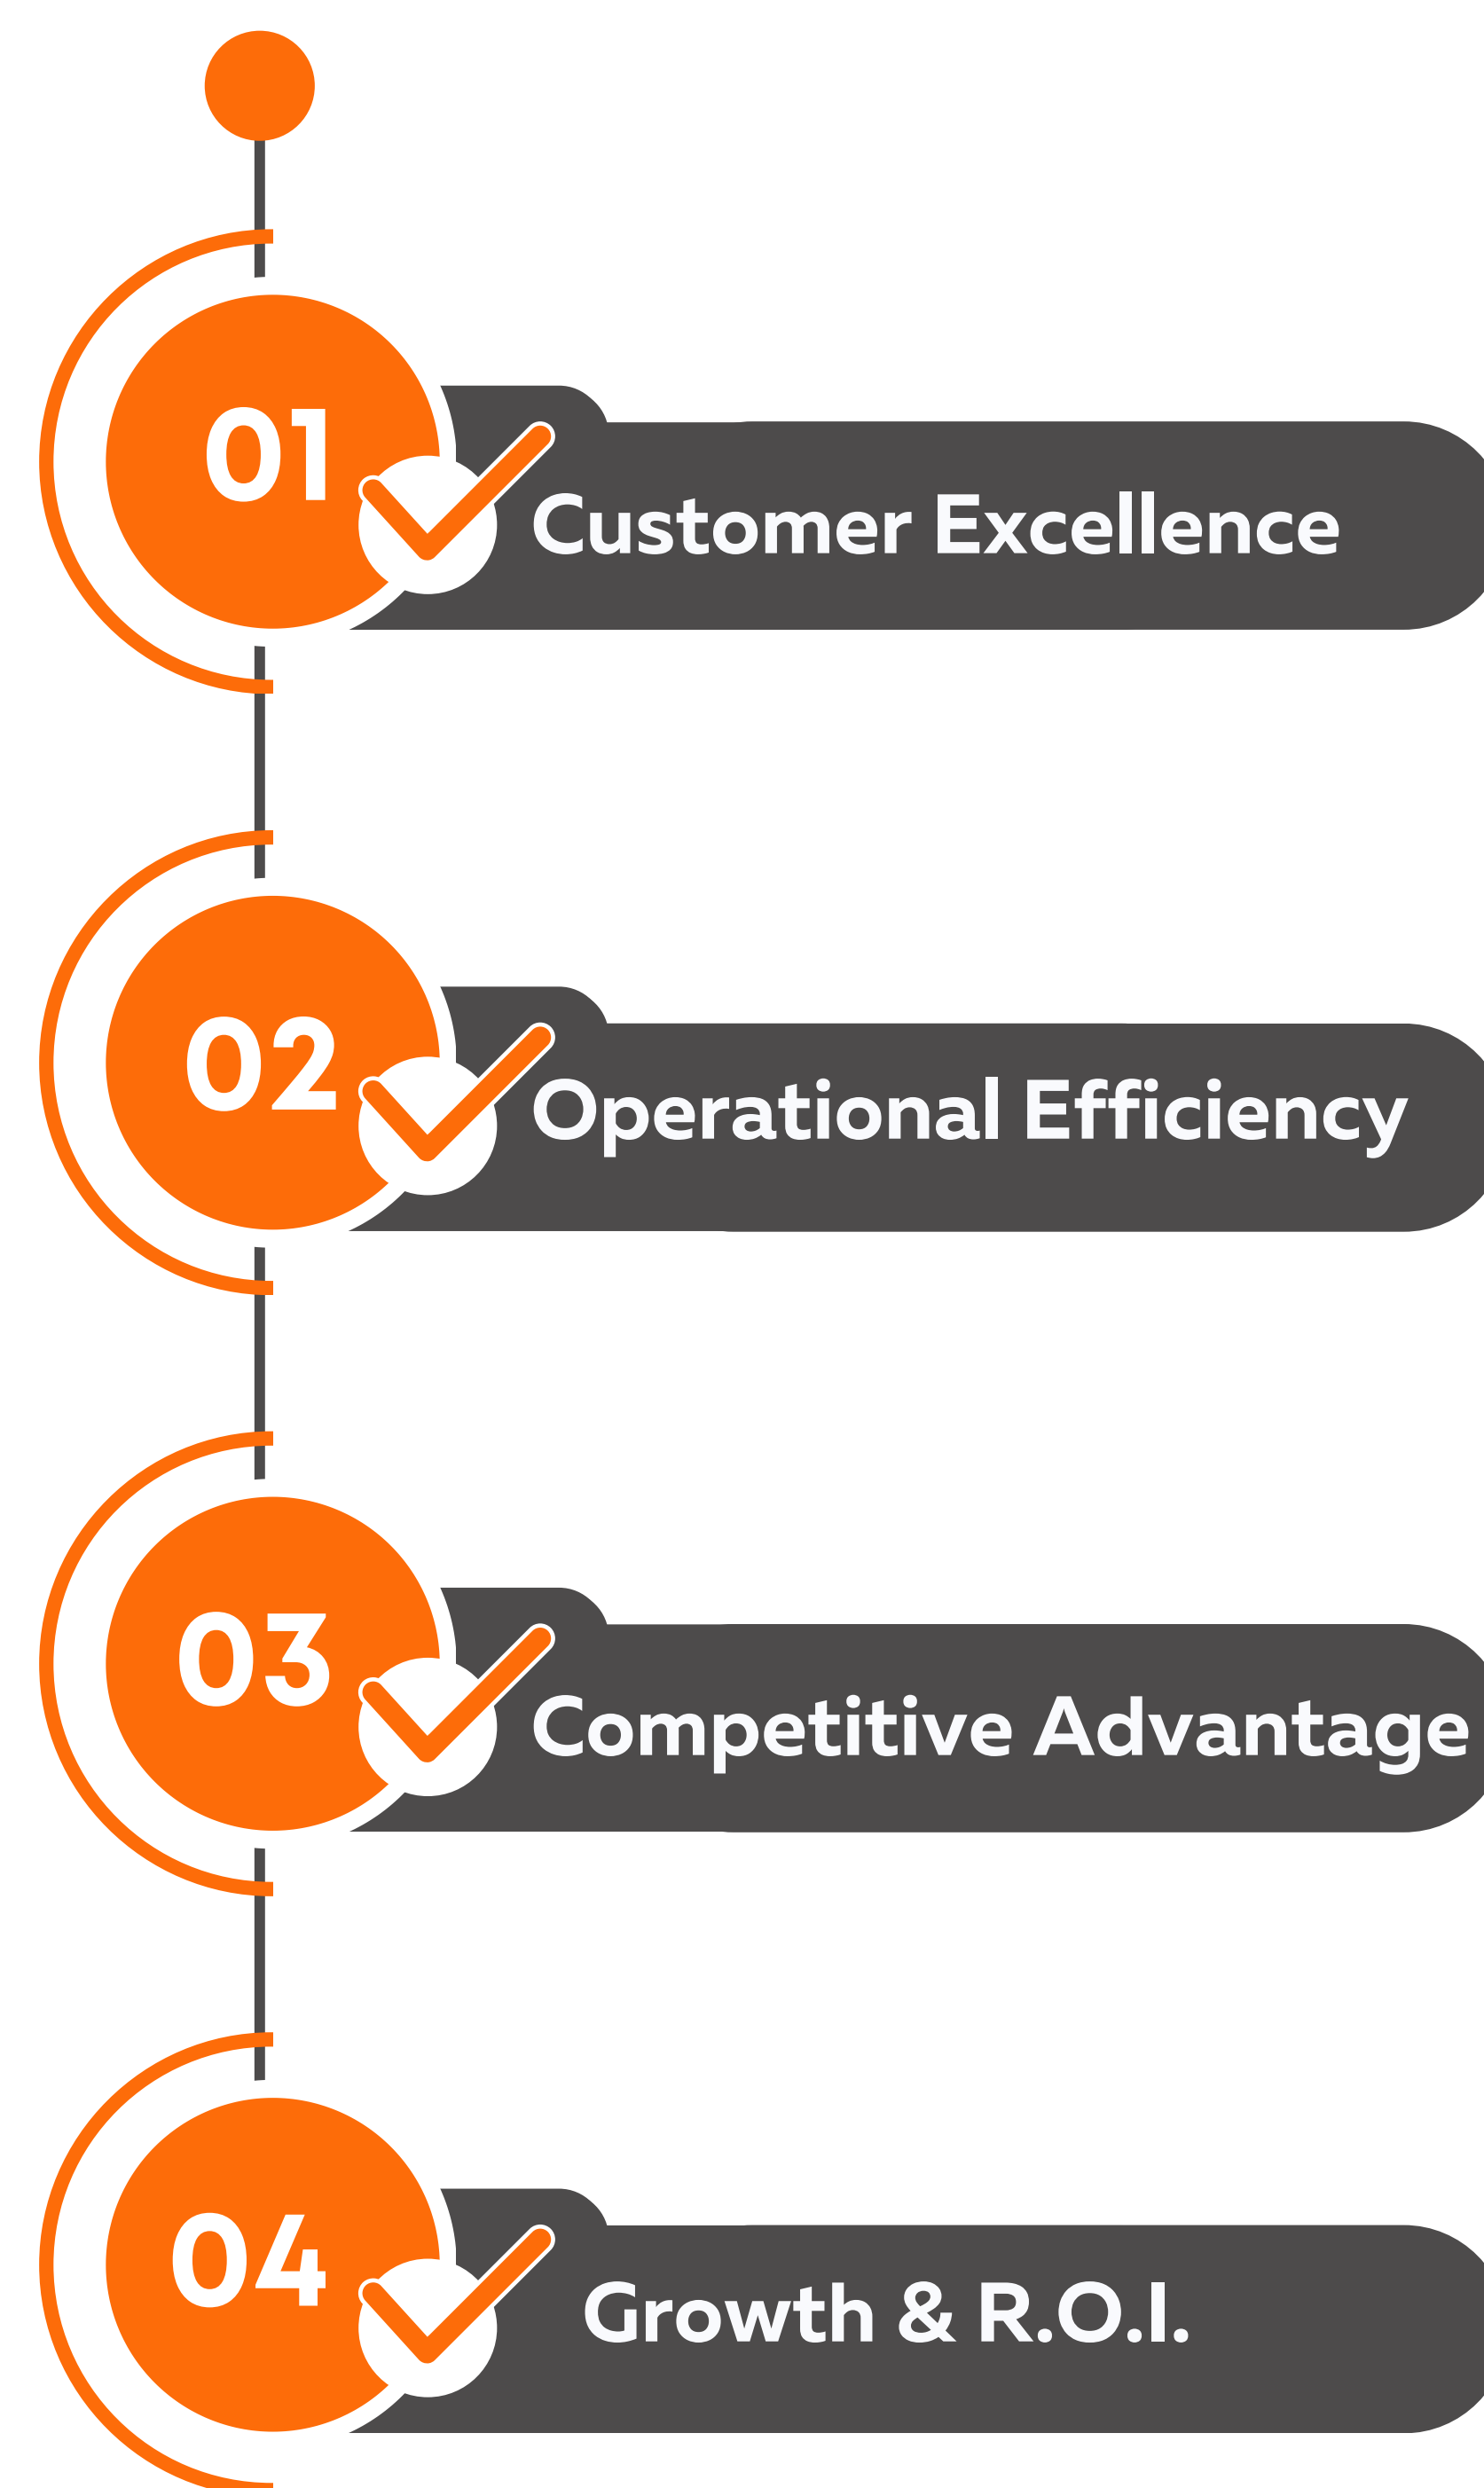 01
Customer Excellence
02
Operational Efficiency
03
Competitive Advantage
04
Growth & R.O.I.